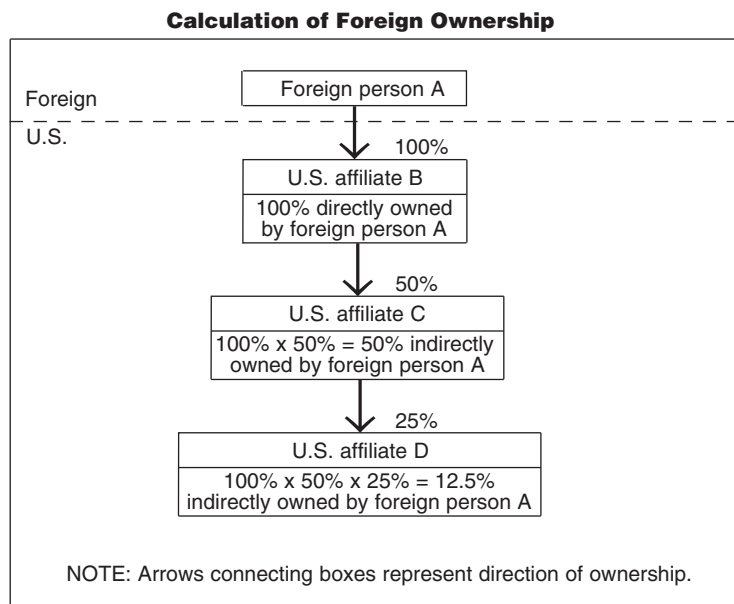 Calculation of Foreign Ownership
Foreign person A
Foreign
U.S.
100%
U.S. affiliate B
100% directly owned
by foreign person A
50%
U.S. affiliate C
100% x 50% = 50% indirectly
owned by foreign person A
25%
U.S. affiliate D
100% x 50% x 25% = 12.5%
indirectly owned by foreign person A
NOTE: Arrows connecting boxes represent direction of ownership.